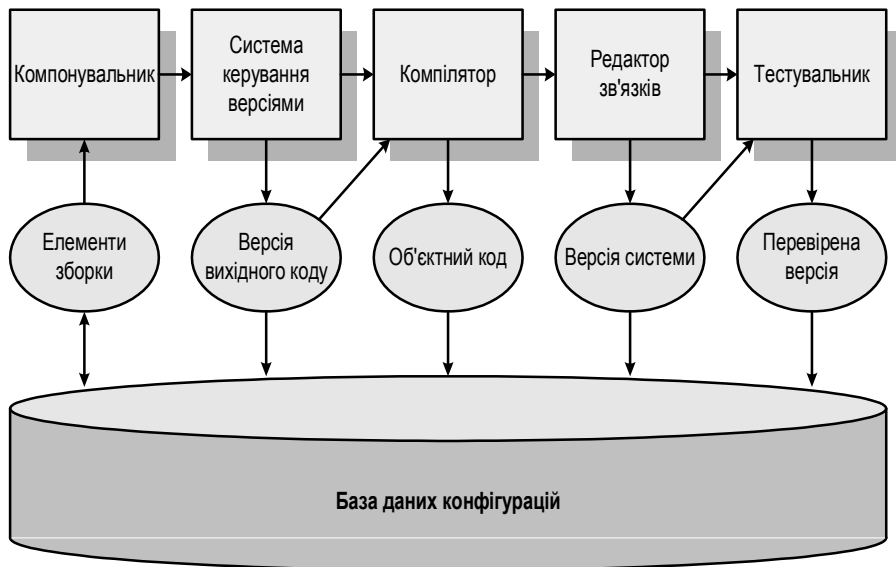 Компонувальник
Система
керування
версіями
Компілятор
Редактор
зв'язків
Тестувальник
Елементи
зборки
Версія
вихідного коду
Об'єктний код
Версія системи
Перевірена
версія
База даних конфігурацій